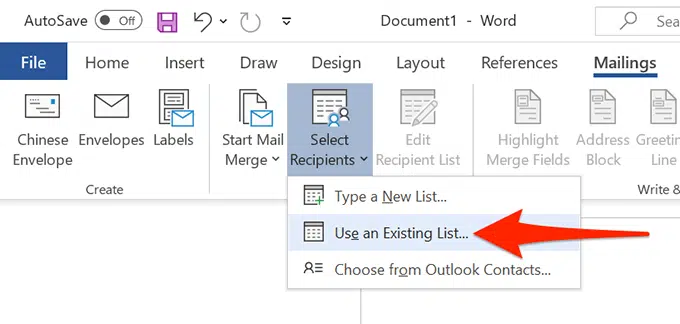 AutoSave Off Document1 - Word Sea
File Home Insert Draw Design Layout References Mailings
Chinese Envelope
Envelopes
Labels
Start Mail Merge
Select Recipients
Edit Recipient List
Highlight Merge Fields
Address Block
Greetin Line
Create
Write &
Type a New List...
Use an Existing List...
Choose from Outlook Contacts...